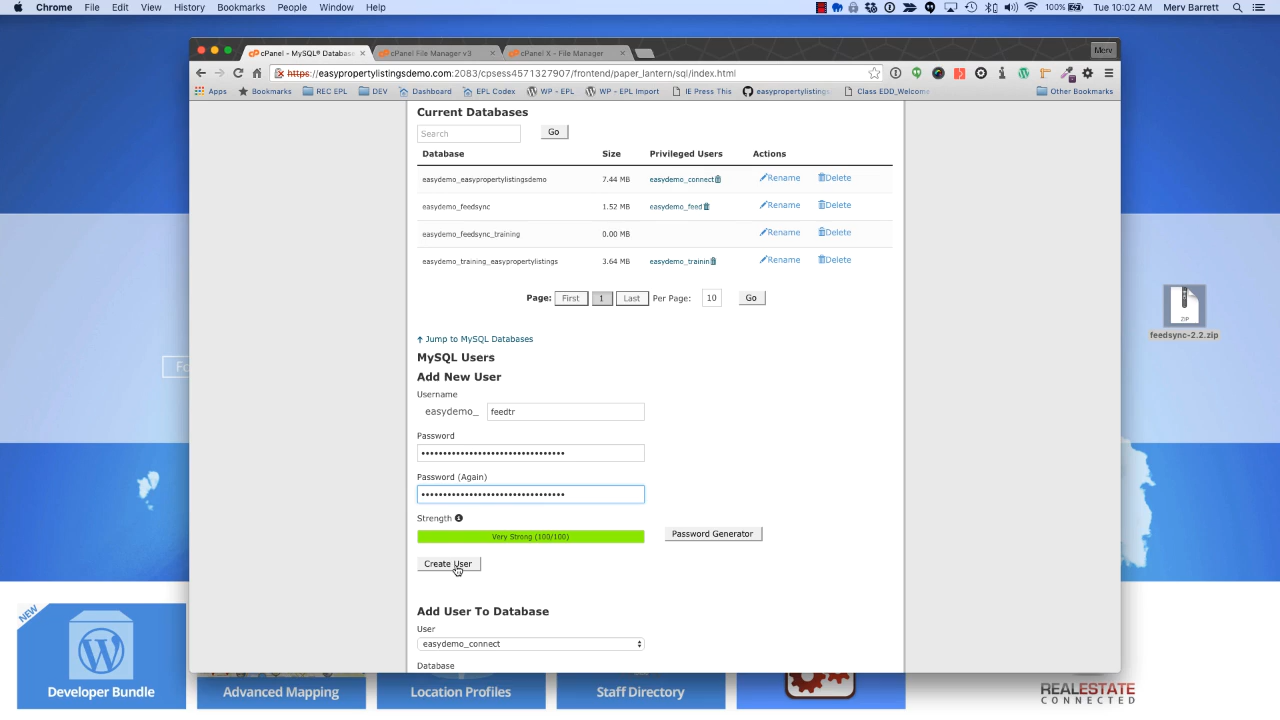 Chrome File Edit View History Bookmarks People Window Help 100% Tue 10:02 AM Merv Barrett
cPanel - MySQL® Databas cPanel File Manager v3 cPanel X - File Manager Merv
https://easypropertylistingsdemo.com:2083/cpsess4571327907/frontend/paper_lantern/sql/index.html
Apps Bookmarks REC EPL DEV Dashboard EPL Codex WP - EPL WP - EPL Import IE Press This easypropertylistings Class EDD_Welcome Other Bookmarks
Current Databases
Search Go
Database Size Privileged Users Actions
easydemo_easypropertylistingsdemo 7.44 MB easydemo_connect Rename Delete
easydemo_feedsync 1.52 MB easydemo_feed Rename Delete
easydemo_feedsync_training 0.00 MB Rename Delete
easydemo_training_easypropertylistings 3.64 MB easydemo_trainin Rename Delete
Page: First 1 Last Per Page: 10 Go
ZIP
feedsync-2.2.zip
Jump to MySQL Databases
MySQL Users
Add New User
Username
easydemo_ feedtr
Password
Password (Again)
Strength
Very Strong (100/100) Password Generator
Create User
Add User To Database
User
easydemo_connect
Database
Fo
NEW
Developer Bundle
Advanced Mapping
Location Profiles
Staff Directory
REALESTATE
CONNECTED